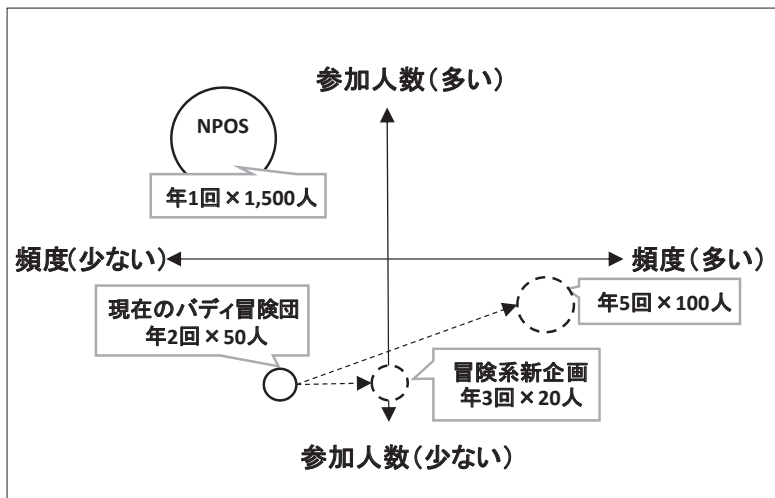 参加人数(多い)
NPOS
年1回×1,500人
頻度(少ない)
頻度(多い)
現在のバディ冒険団
年2回×50人
年5回×100人
冒険系新企画
年3回×20人
参加人数(少ない)